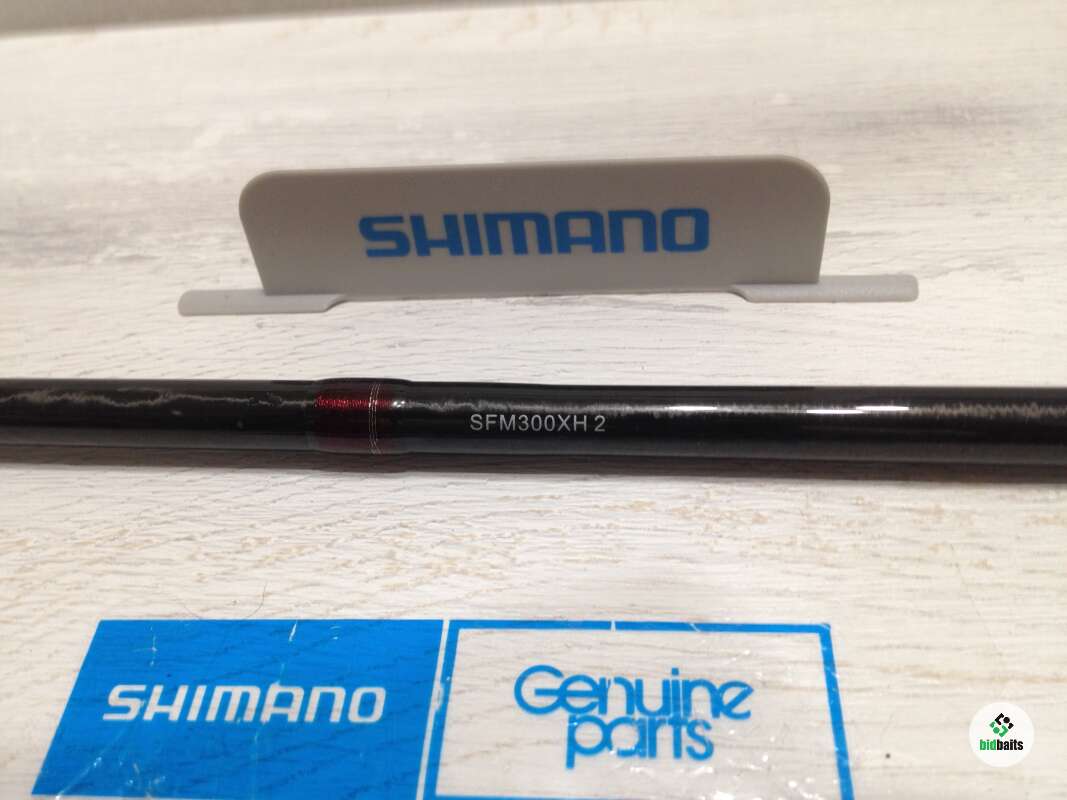 SHIMANO
SFM300XH 2
SHIMANO
Genuine
parts
bidbaits